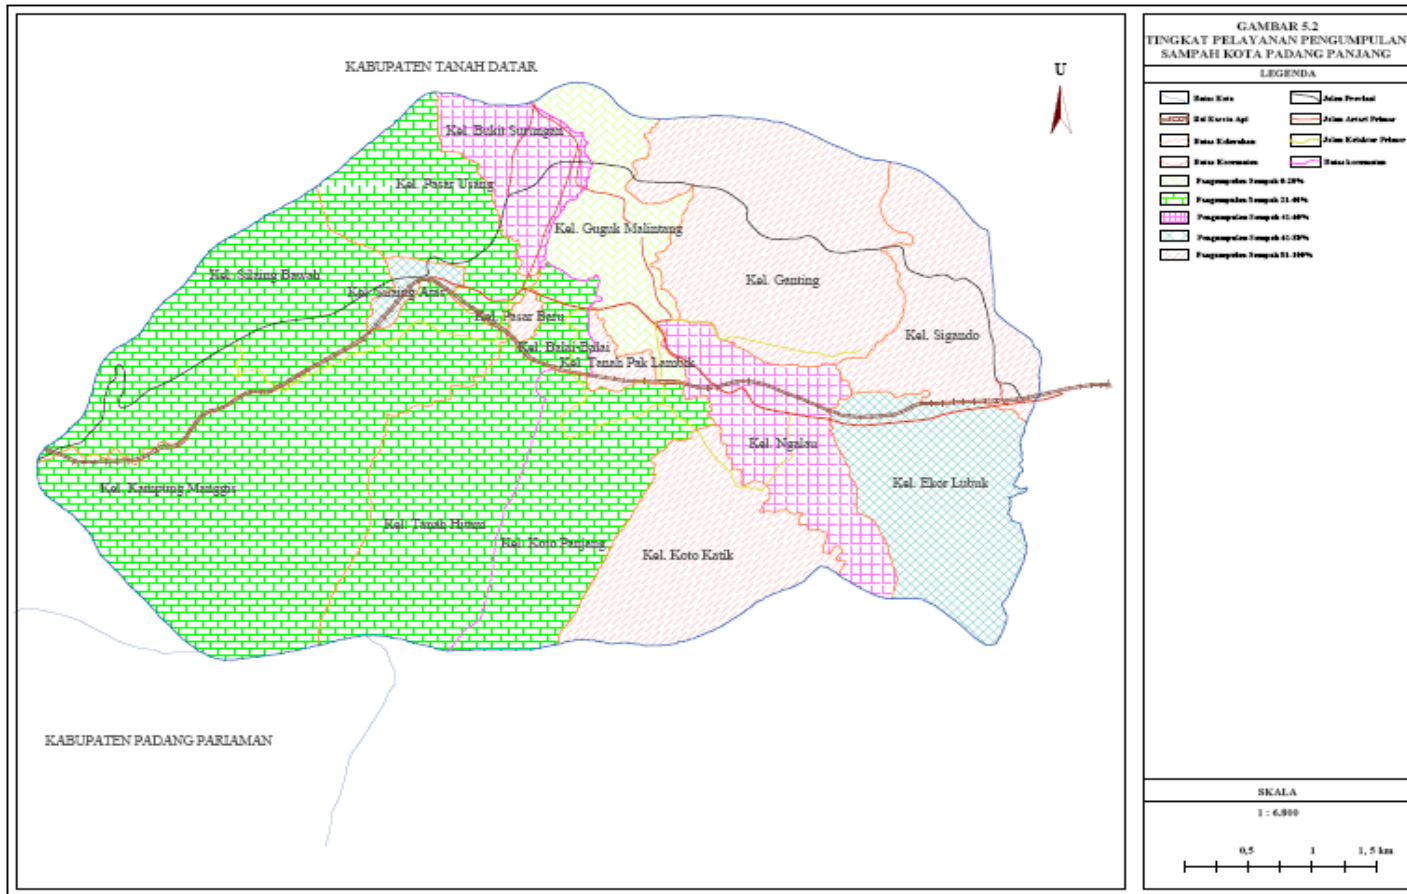 KABUPATEN TANAH DATAR
U
Kel. Bukit Surungan
Kel. Pasar Usang
Kel. Guguk Malintang
Kel. Silaing Bawah
Kel. Silaing Atas
Kel. Ganting
Kel. Pasar Baru
Kel. Sigando
Kel. Balai-Balai
Kel. Tanah Pak Lambik
Kel. Ngalau
Kel. Ekor Lubuk
Kel. Kampung Manggis
Kel. Tanah Hitam
Kel. Koto Panjang
Kel. Koto Katik
KABUPATEN PADANG PARIAMAN
GAMBAR 5.2
TINGKAT PELAYANAN PENGUMPULAN
SAMPAH KOTA PADANG PANJANG
LEGENDA
Batas Kota
Jalan Provinsi
Rel Kereta Api
Jalan Arteri Primer
Batas Kelurahan
Jalan Kolektor Primer
Batas Kecamatan
Batas kecamatan
Pengumpulan Sampah 0-20%
Pengumpulan Sampah 21-40%
Pengumpulan Sampah 41-60%
Pengumpulan Sampah 61-80%
Pengumpulan Sampah 81-100%
SKALA
1 : 6.800
0,5 1 1, 5 km